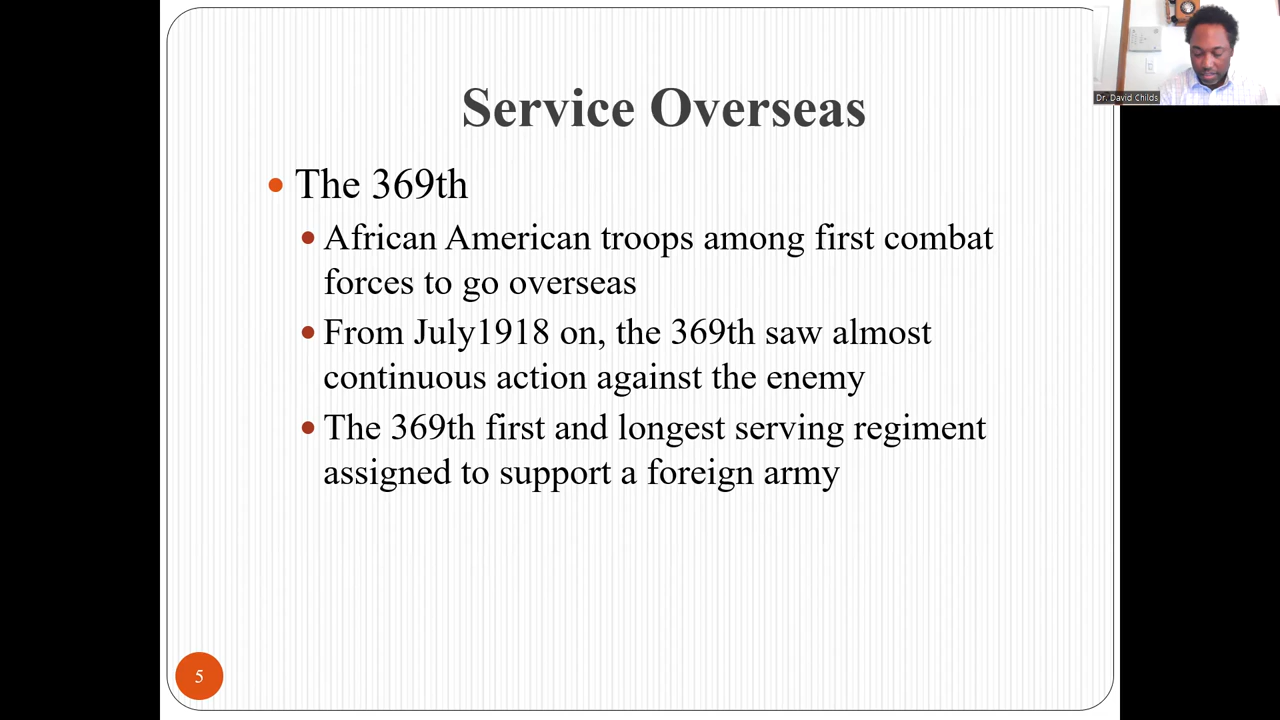 Service Overseas
Dr. David Childs
• The 369th
• African American troops among first combat
forces to go overseas
• From July1918 on, the 369th saw almost
continuous action against the enemy
• The 369th first and longest serving regiment
assigned to support a foreign army
5